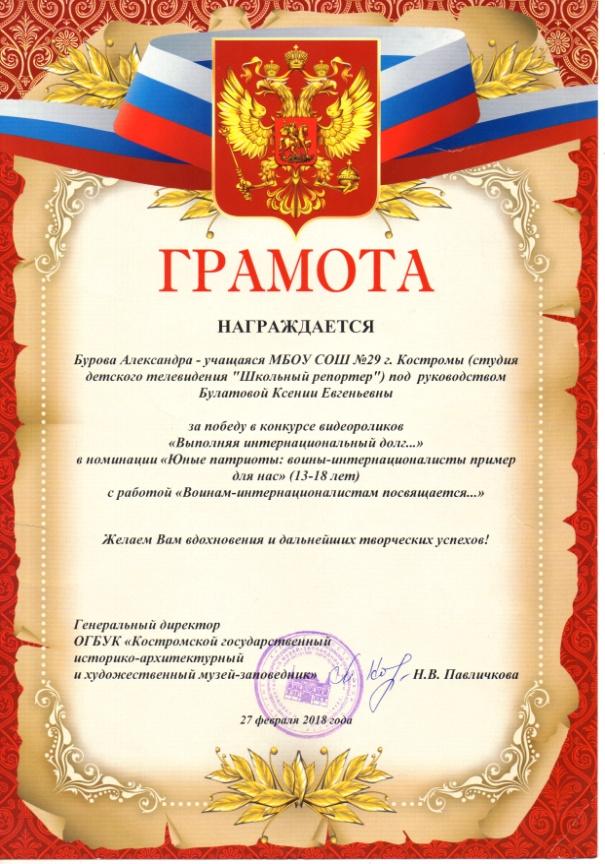 ГРАМОТА
НАГРАЖДАЕТСЯ
Бурова Александра - учащаяся МБОУ СОШ №29 г. Костромы (студия
детского телевидения "Школьный репортер") под руководством
Булатовой Ксении Евгеньевны
за победу в конкурсе видеороликов
«Выполняя интернациональный долг...»
в номинации «Юные патриоты: воины-интернационалисты пример
для нас» (13-18 лет)
с работой «Воинам-интернационалистам посвящается...»
Желаем Вам вдохновения и дальнейших творческих успехов!
Генеральный директор
ОГБУК «Костромской государственный
историко-архитектурный
и художественный музей-заповедник»
Н.В. Павличкова
27 февраля 2018 года